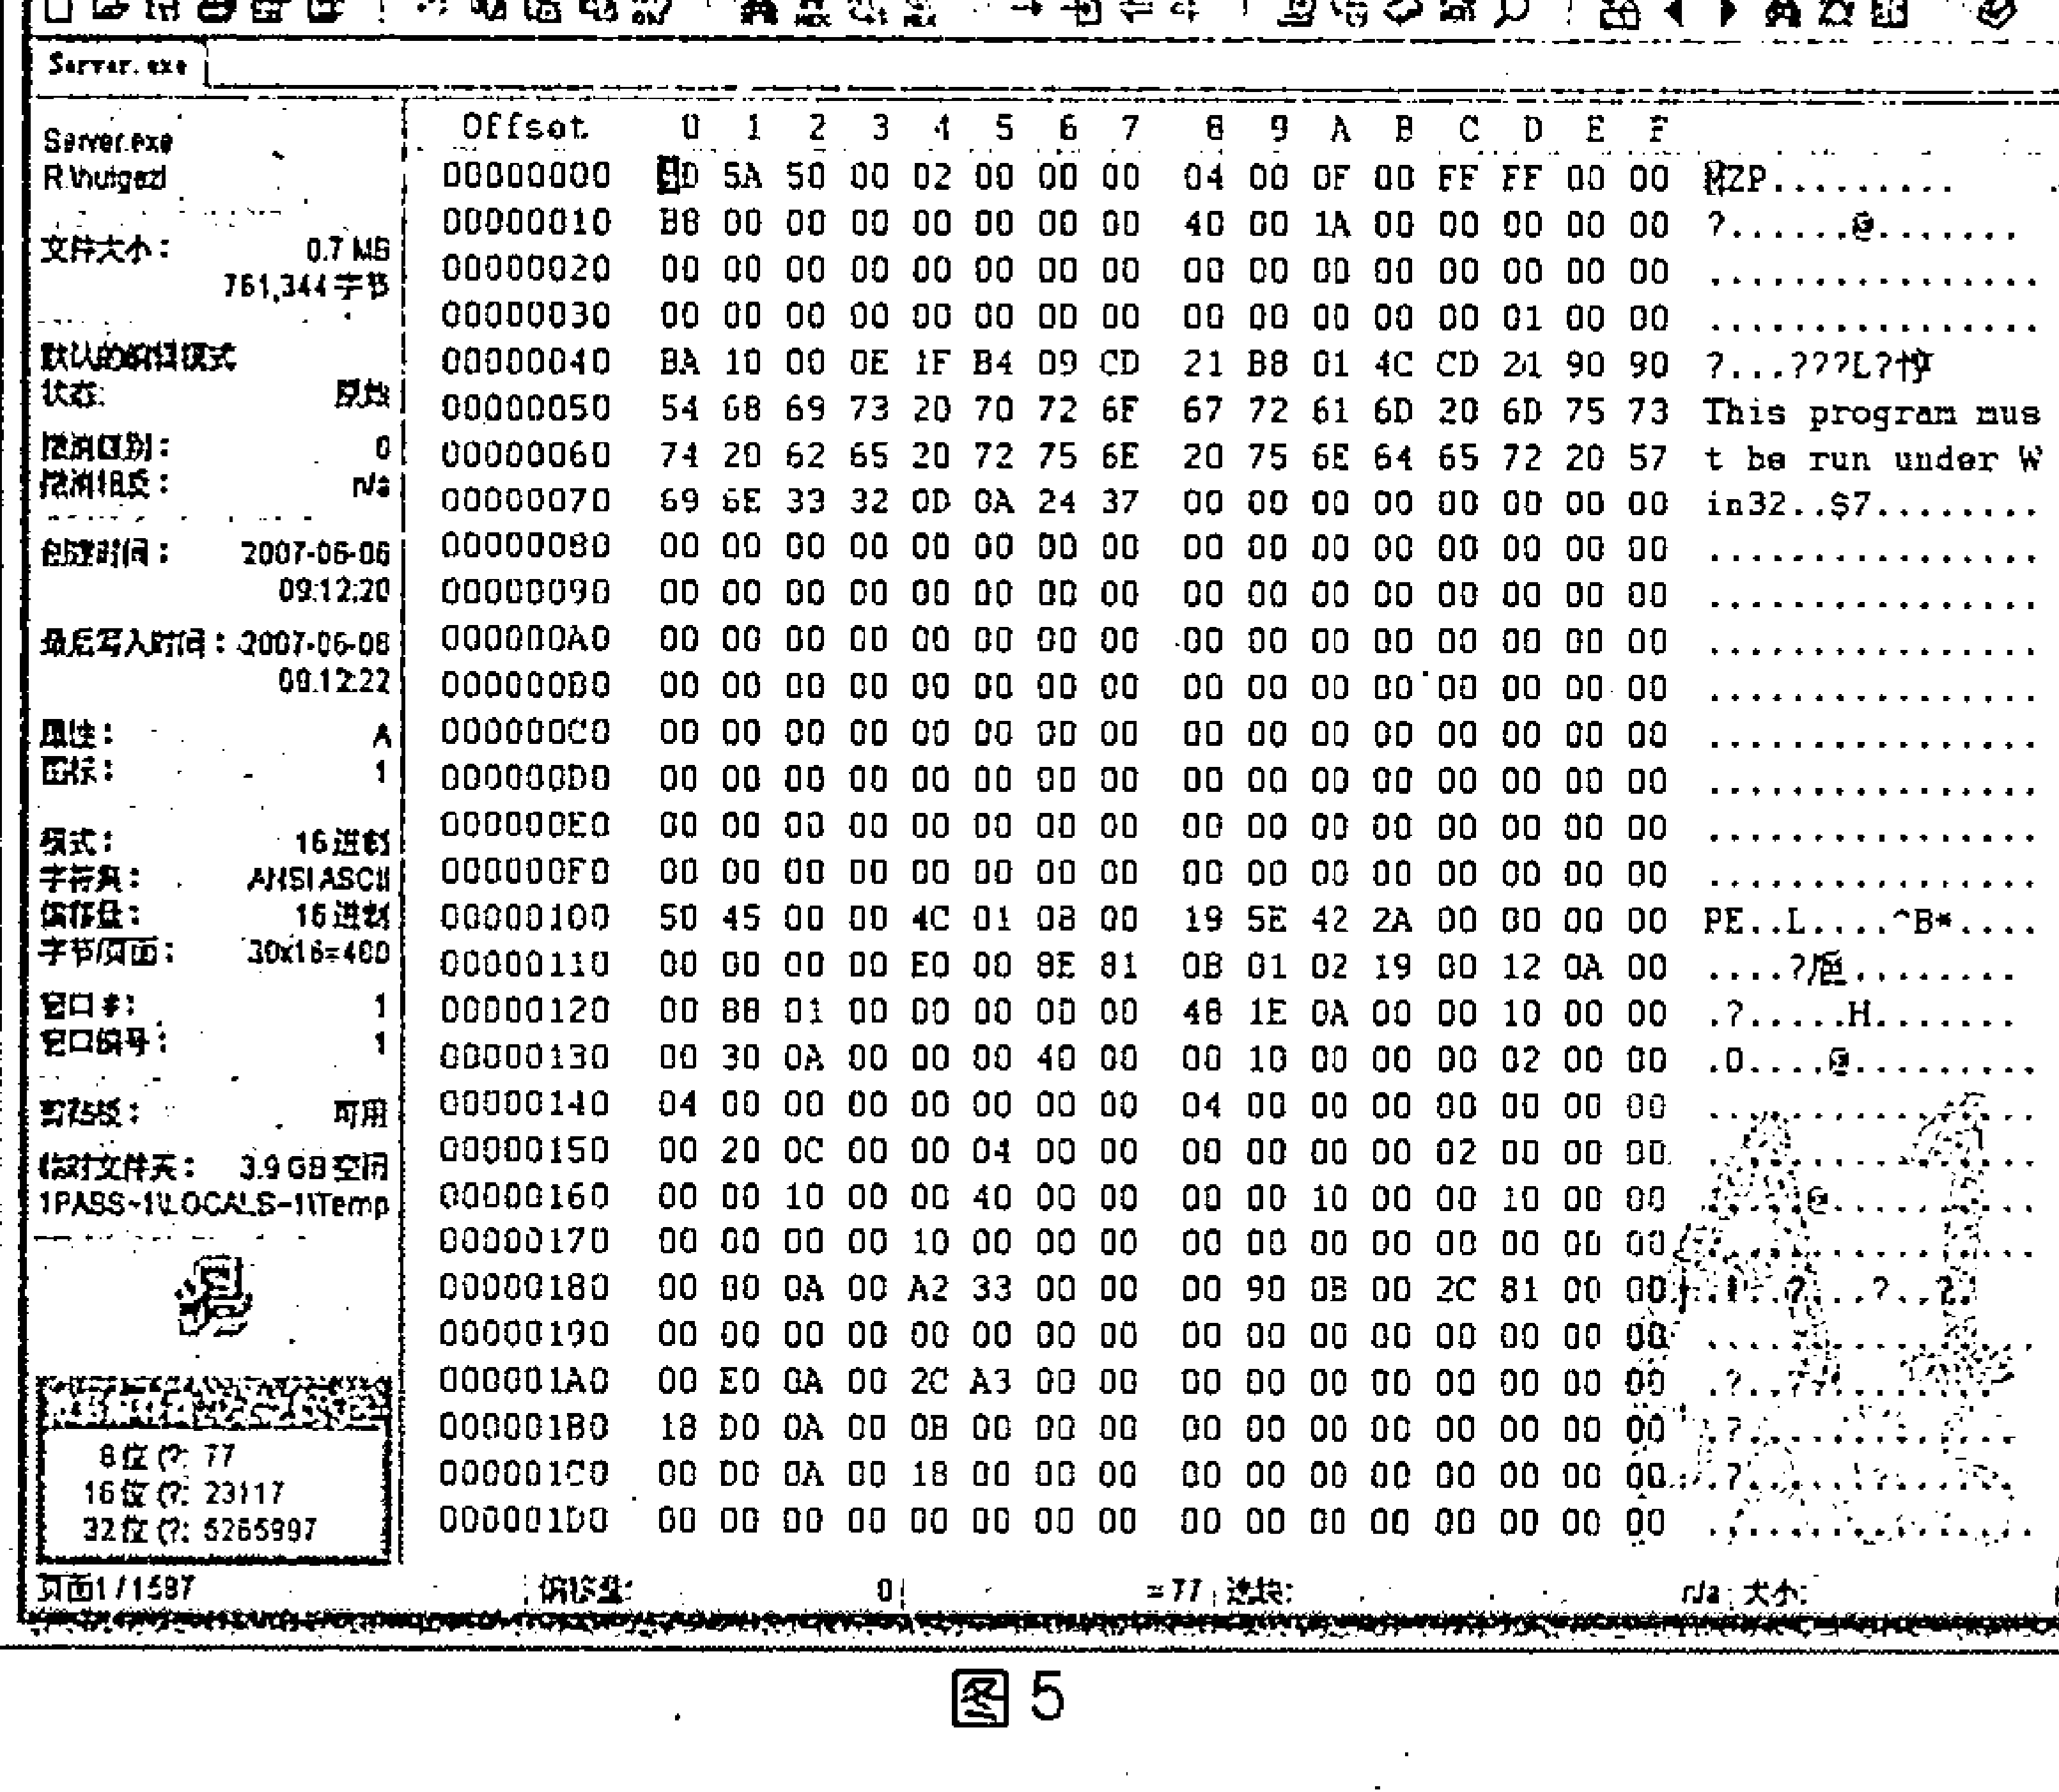 Server.exe
Server.exe
文件大小： 0.7 MB
761,344 字节
默认的编辑模式
状态: 原始
撤消级别： 0
撤消相反： n/a
创建时间： 2007-06-06
09:12:20
最后写入时间：2007-06-06
09:12:22
属性： A
图标： 1
模式： 16 进制
字符集： ANSI ASCII
偏移量： 16 进制
字节/页面： 30x16=480
窗口 #： 1
窗口编号： 1
剪贴板： 可用
临时文件夹： 3.9 GB 空闲
1PASS~1\LOCALS~1\Temp
8 位 (?: 77
16 位 (?: 23117
32 位 (?: 5265997
Offset 0 1 2 3 4 5 6 7 8 9 A B C D E F
00000000 4D 5A 50 00 02 00 00 00 04 00 0F 00 FF FF 00 00 MZP.........
00000010 B8 00 00 00 00 00 00 00 40 00 1A 00 00 00 00 00 ?.......@.......
00000020 00 00 00 00 00 00 00 00 00 00 00 00 00 00 00 00 ................
00000030 00 00 00 00 00 00 00 00 00 00 00 00 00 01 00 00 ................
00000040 BA 10 00 0E 1F B4 09 CD 21 B8 01 4C CD 21 90 90 ?...???L?
00000050 54 68 69 73 20 70 72 6F 67 72 61 6D 20 6D 75 73 This program mus
00000060 74 20 62 65 20 72 75 6E 20 75 6E 64 65 72 20 57 t be run under W
00000070 69 6E 33 32 0D 0A 24 37 00 00 00 00 00 00 00 00 in32..$7........
00000080 00 00 00 00 00 00 00 00 00 00 00 00 00 00 00 00 ................
00000090 00 00 00 00 00 00 00 00 00 00 00 00 00 00 00 00 ................
000000A0 00 00 00 00 00 00 00 00 00 00 00 00 00 00 00 00 ................
000000B0 00 00 00 00 00 00 00 00 00 00 00 00 00 00 00 00 ................
000000C0 00 00 00 00 00 00 00 00 00 00 00 00 00 00 00 00 ................
000000D0 00 00 00 00 00 00 00 00 00 00 00 00 00 00 00 00 ................
000000E0 00 00 00 00 00 00 00 00 00 00 00 00 00 00 00 00 ................
000000F0 00 00 00 00 00 00 00 00 00 00 00 00 00 00 00 00 ................
00000100 50 45 00 00 4C 01 08 00 19 5E 42 2A 00 00 00 00 PE..L....^B*....
00000110 00 00 00 00 E0 00 8E 81 0B 01 02 19 00 12 0A 00 ....?
00000120 00 88 01 00 00 00 00 00 48 1E 0A 00 00 10 00 00 .?.....H.......
00000130 00 30 0A 00 00 00 40 00 00 10 00 00 00 02 00 00 .0....@.........
00000140 04 00 00 00 00 00 00 00 04 00 00 00 00 00 00 00 ................
00000150 00 20 0C 00 00 04 00 00 00 00 00 00 02 00 00 00 ................
00000160 00 00 10 00 00 40 00 00 00 00 10 00 00 10 00 00 .....@..........
00000170 00 00 00 00 10 00 00 00 00 00 00 00 00 00 00 00 ................
00000180 00 80 0A 00 A2 33 00 00 00 90 0B 00 2C 81 00 00
00000190 00 00 00 00 00 00 00 00 00 00 00 00 00 00 00 00 ................
000001A0 00 E0 0A 00 2C A3 00 00 00 00 00 00 00 00 00 00
000001B0 18 D0 0A 00 0B 00 00 00 00 00 00 00 00 00 00 00
000001C0 00 D0 0A 00 18 00 00 00 00 00 00 00 00 00 00 00
000001D0 00 00 00 00 00 00 00 00 00 00 00 00 00 00 00 00 ................
页面1 / 1587 偏移量: 0 = 77 选块: n/a 大小:
图 5